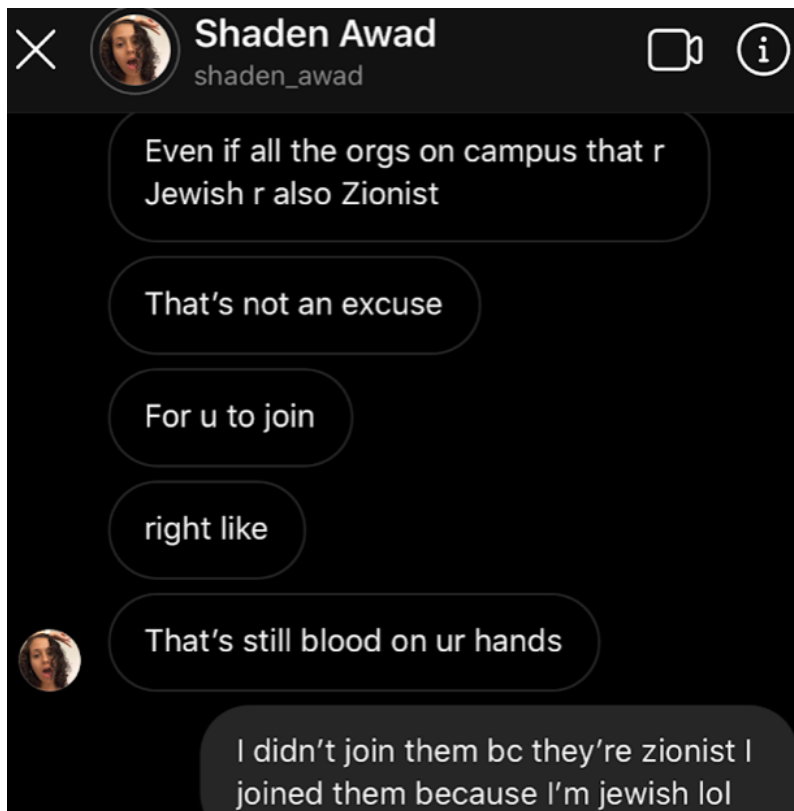 Shaden Awad
shaden_awad
Even if all the orgs on campus that r
Jewish r also Zionist
That's not an excuse
For u to join
right like
That's still blood on ur hands
I didn't join them bc they're zionist I
joined them because I'm jewish lol